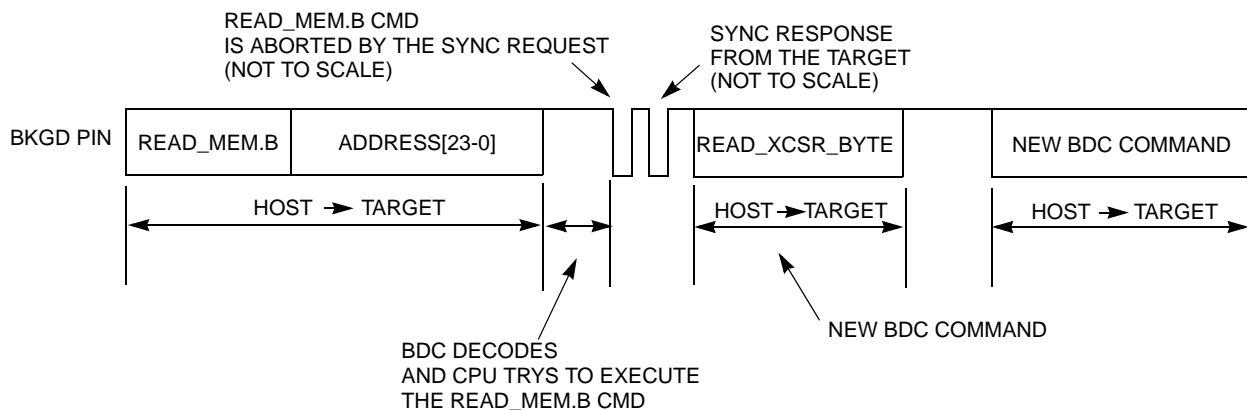 READ_MEM.B CMD
IS ABORTED BY THE SYNC REQUEST
(NOT TO SCALE)
SYNC RESPONSE
FROM THE TARGET
(NOT TO SCALE)
BKGD PIN
READ_MEM.B
ADDRESS[23-0]
READ_XCSR_BYTE
NEW BDC COMMAND
HOST → TARGET
HOST → TARGET
HOST → TARGET
NEW BDC COMMAND
BDC DECODES
AND CPU TRYS TO EXECUTE
THE READ_MEM.B CMD